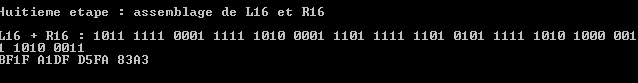 Huitieme etape : assemblage de L16 et R16
L16 + R16 : 1011 1111 0001 1111 1010 0001 1101 1111 1101 0101 1111 1010 1000 001
1 1010 0011
BF1F A1DF D5FA 83A3